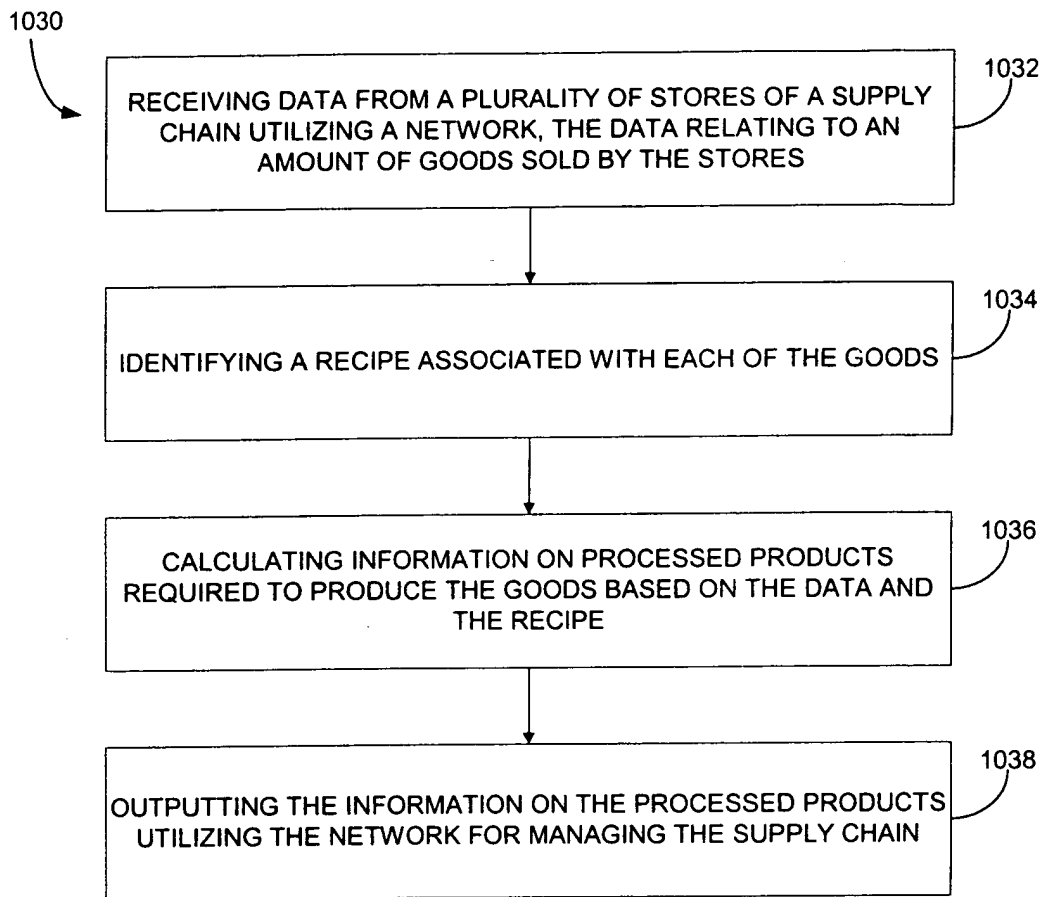 1030
1032
RECEIVING DATA FROM A PLURALITY OF STORES OF A SUPPLY
CHAIN UTILIZING A NETWORK, THE DATA RELATING TO AN
AMOUNT OF GOODS SOLD BY THE STORES
1034
IDENTIFYING A RECIPE ASSOCIATED WITH EACH OF THE GOODS
1036
CALCULATING INFORMATION ON PROCESSED PRODUCTS
REQUIRED TO PRODUCE THE GOODS BASED ON THE DATA AND
THE RECIPE
1038
OUTPUTTING THE INFORMATION ON THE PROCESSED PRODUCTS
UTILIZING THE NETWORK FOR MANAGING THE SUPPLY CHAIN